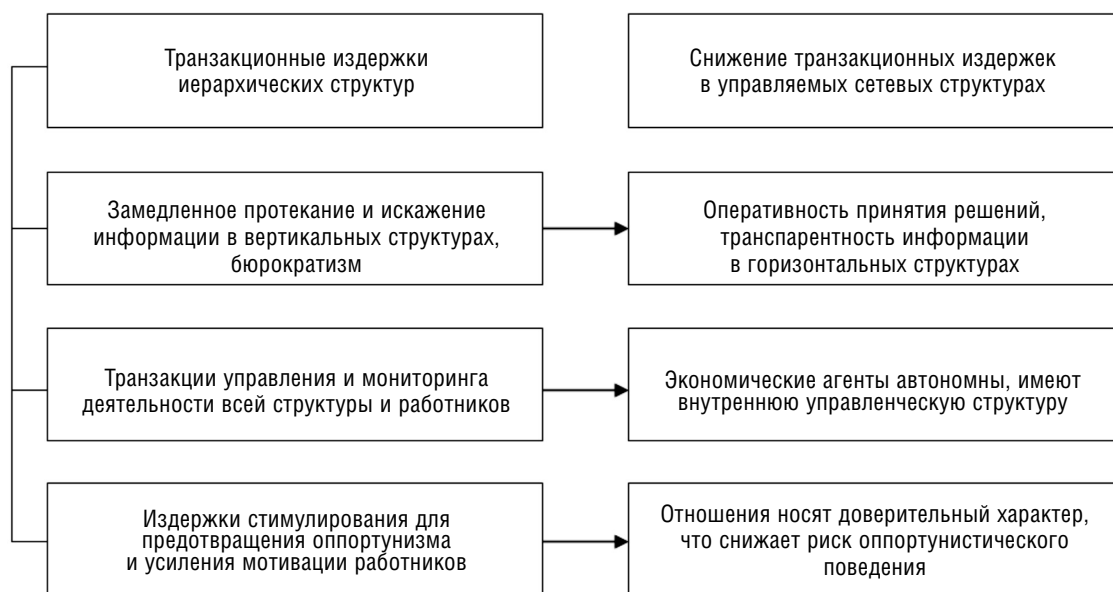 Транзакционные издержки
иерархических структур
Снижение транзакционных издержек
в управляемых сетевых структурах
Замедленное протекание и искажение
информации в вертикальных структурах,
бюрократизм
Оперативность принятия решений,
транспарентность информации
в горизонтальных структурах
Транзакции управления и мониторинга
деятельности всей структуры и работников
Экономические агенты автономны, имеют
внутреннюю управленческую структуру
Издержки стимулирования для
предотвращения оппортунизма
и усиления мотивации работников
Отношения носят доверительный характер,
что снижает риск оппортунистического
поведения